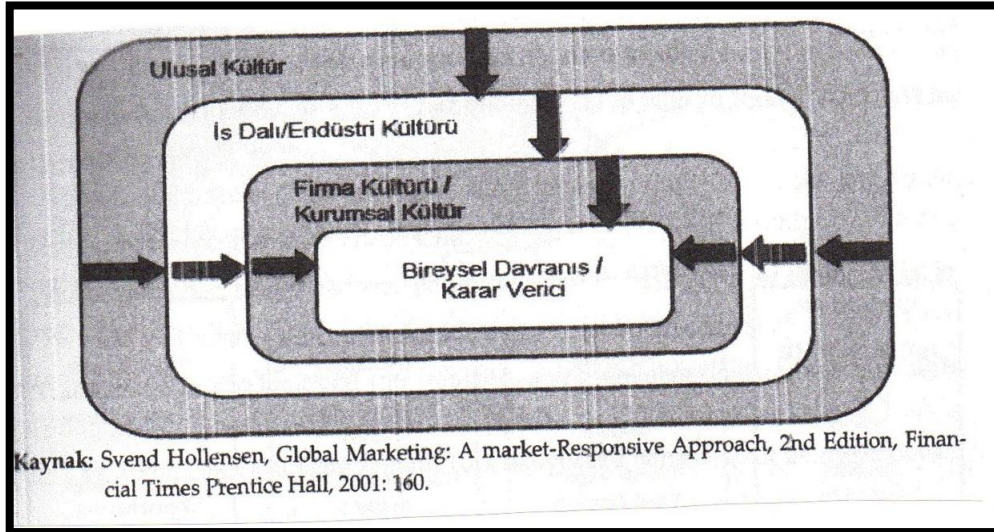 Ulusal Kültür
İs Dalı/Endüstri Kültürü
Firma Kültürü /
Kurumsal Kültür
Bireysel Davranış /
Karar Verici
Kaynak: Svend Hollensen, Global Marketing: A market-Responsive Approach, 2nd Edition, Finan-
cial Times Prentice Hall, 2001: 160.